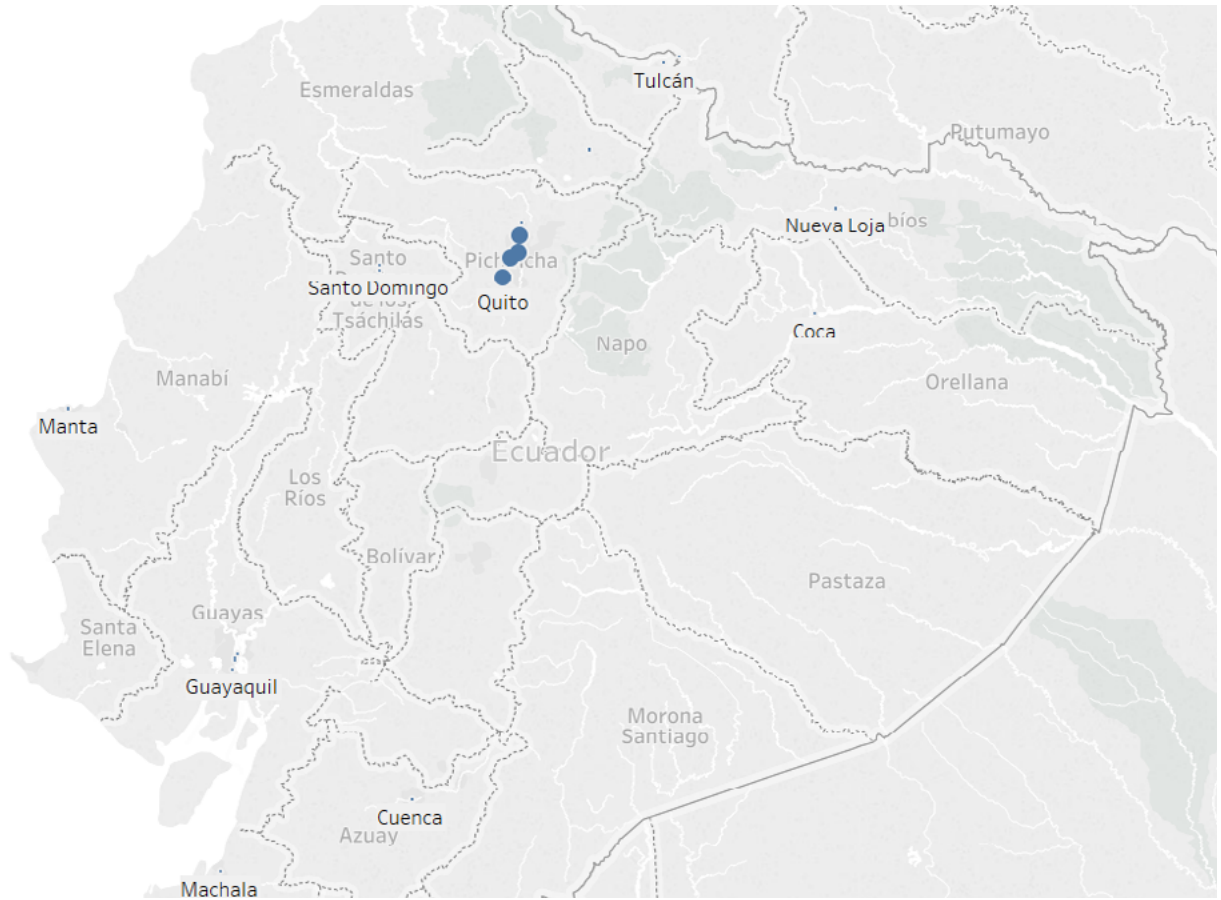 Esmeraldas
Tulcán
Putumayo
Nueva Loja
bíos
Santo
Pichincha
Santo Domingo
de los
Tsáchilas
Quito
Coca
Napo
Orellana
Manabí
Manta
Ecuador
Los
Ríos
Bolívar
Pastaza
Guayas
Santa
Elena
Guayaquil
Morona
Santiago
Cuenca
Azuay
Machala